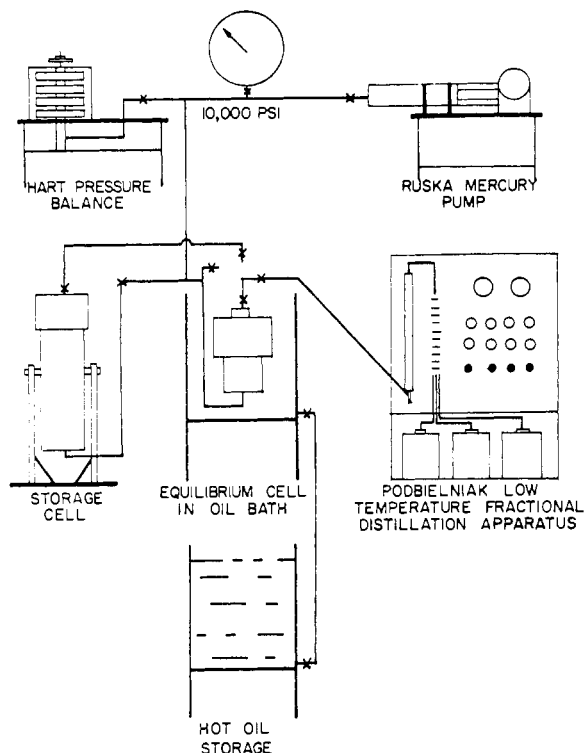 10,000 PSI
HART PRESSURE
BALANCE
RUSKA MERCURY
PUMP
STORAGE
CELL
EQUILIBRIUM CELL
IN OIL BATH
PODBIELNIAK LOW
TEMPERATURE FRACTIONAL
DISTILLATION APPARATUS
HOT OIL
STORAGE